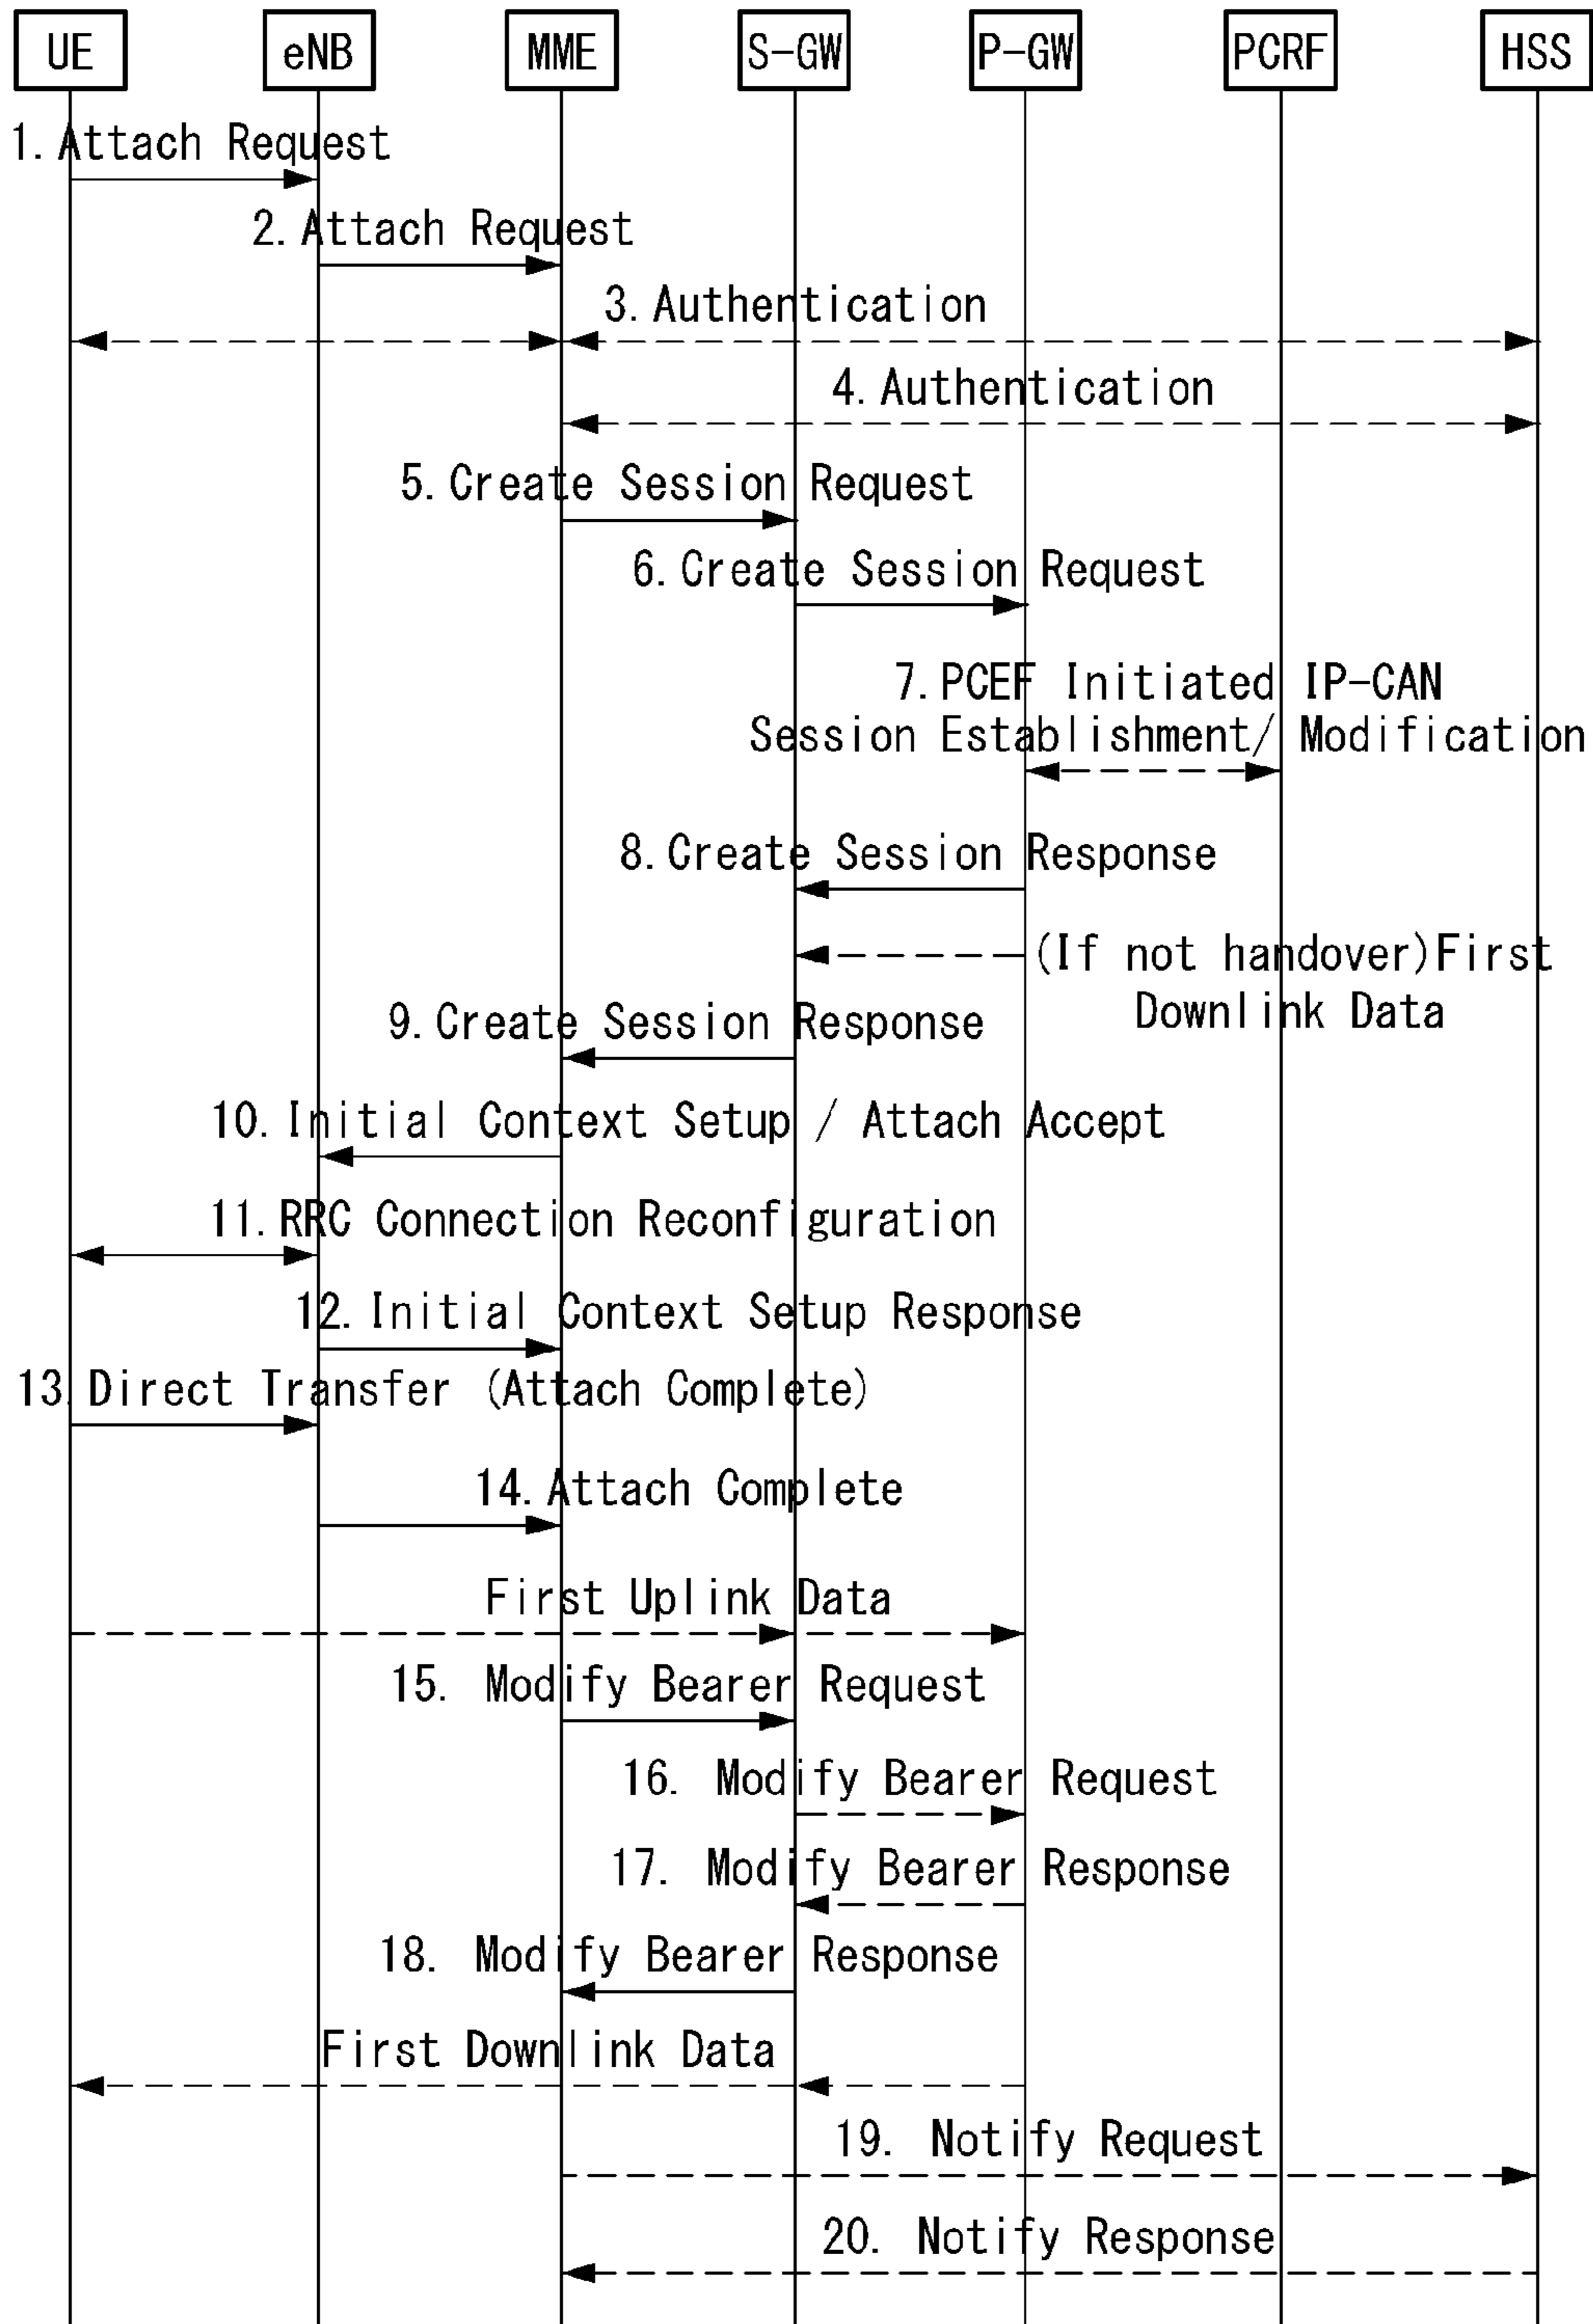 UE eNB MME S-GW P-GW PCRF HSS
1. Attach Request
2. Attach Request
3. Authentication
4. Authentication
5. Create Session Request
6. Create Session Request
7. PCEF Initiated IP-CAN
Session Establishment/ Modification
8. Create Session Response
(If not handover)First
Downlink Data
9. Create Session Response
10. Initial Context Setup / Attach Accept
11. RRC Connection Reconfiguration
12. Initial Context Setup Response
13. Direct Transfer (Attach Complete)
14. Attach Complete
First Uplink Data
15. Modify Bearer Request
16. Modify Bearer Request
17. Modify Bearer Response
18. Modify Bearer Response
First Downlink Data
19. Notify Request
20. Notify Response